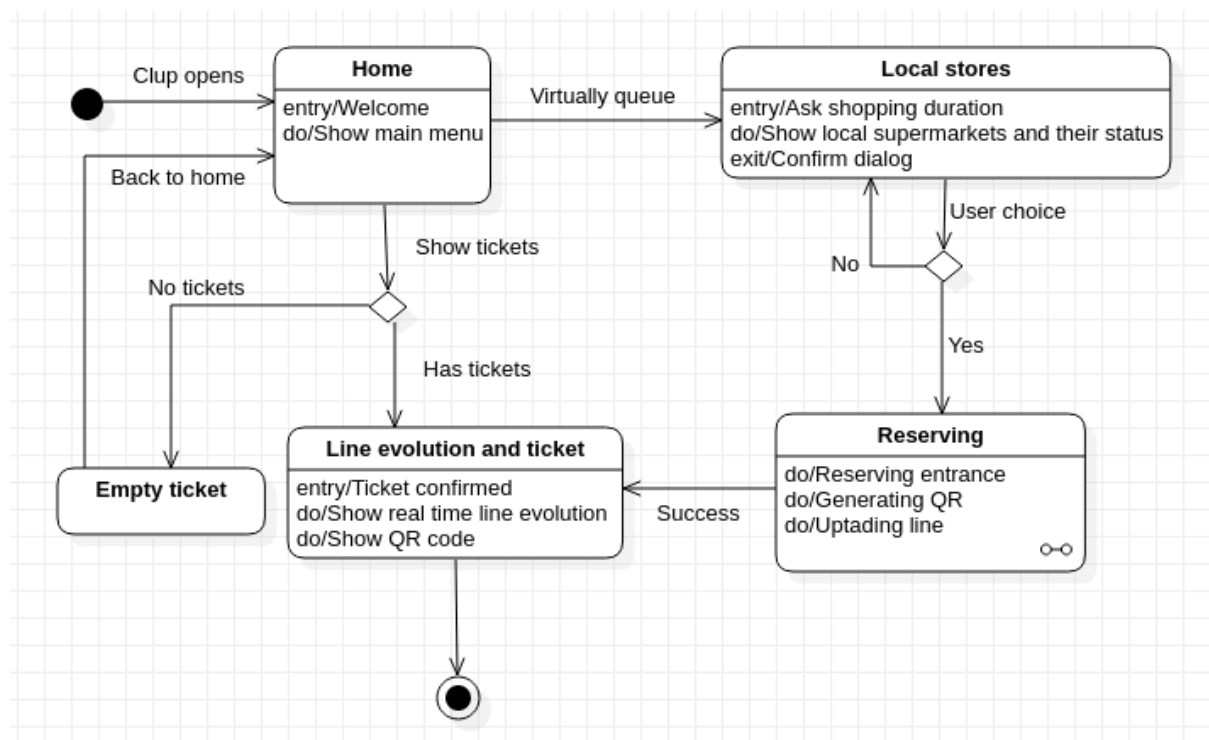 Clup opens
Home
entry/Welcome
do/Show main menu
Virtually queue
Local stores
entry/Ask shopping duration
do/Show local supermarkets and their status
exit/Confirm dialog
Back to home
Show tickets
User choice
No
No tickets
Yes
Has tickets
Empty ticket
Line evolution and ticket
entry/Ticket confirmed
do/Show real time line evolution
do/Show QR code
Success
Reserving
do/Reserving entrance
do/Generating QR
do/Uptading line